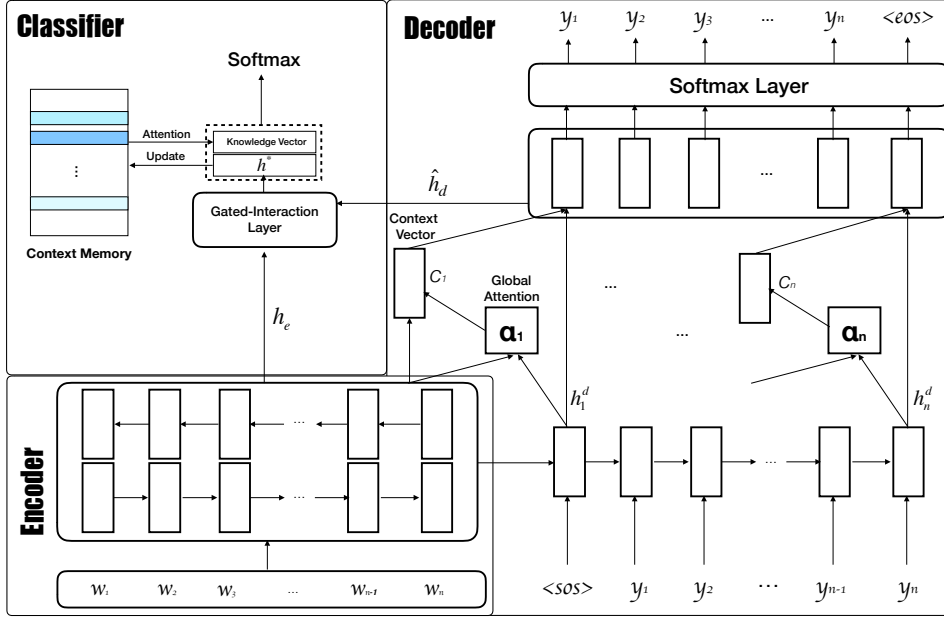 Classifier
Softmax
Attention
Knowledge Vector
Update
h*
⋮
Gated-Interaction
Layer
Context Memory
h_e
ĥ_d
Decoder
y₁ y₂ y₃ ... yₙ <eos>
Softmax Layer
...
Context
Vector
C₁
Global
Attention
α₁
...
...
Cₙ
αₙ
h₁ᵈ
hₙᵈ
...
<sos> y₁ y₂ ... yₙ₋₁ yₙ
Encoder
...
...
w₁ w₂ w₃ ... wₙ₋₁ wₙ